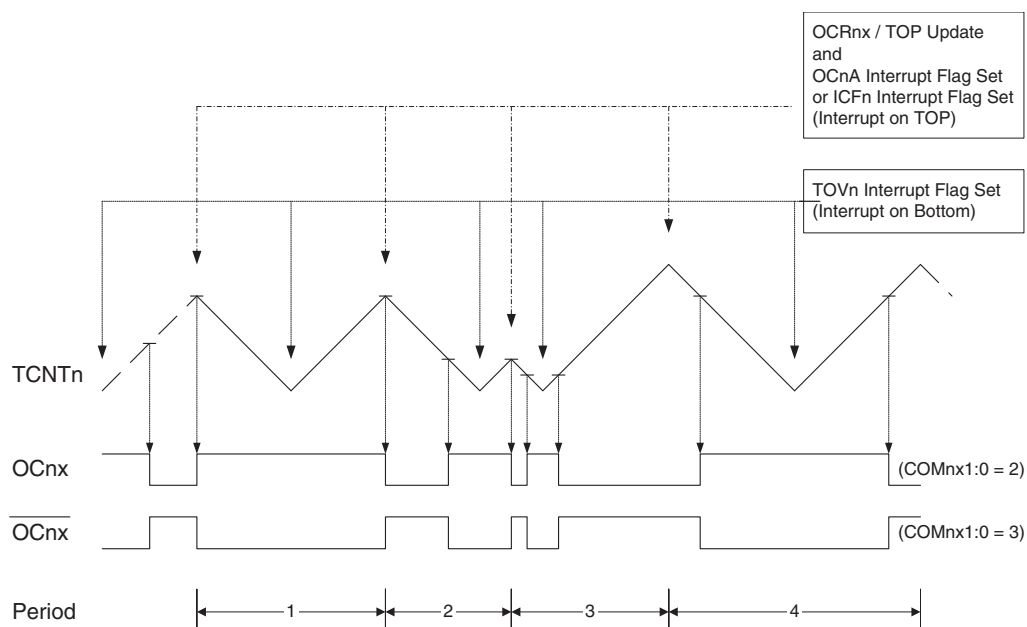 OCRnx / TOP Update
and
OCnA Interrupt Flag Set
or ICFn Interrupt Flag Set
(Interrupt on TOP)
TOVn Interrupt Flag Set
(Interrupt on Bottom)
TCNTn
OCnx
(COMnx1:0 = 2)
OCnx
(COMnx1:0 = 3)
Period
1
2
3
4